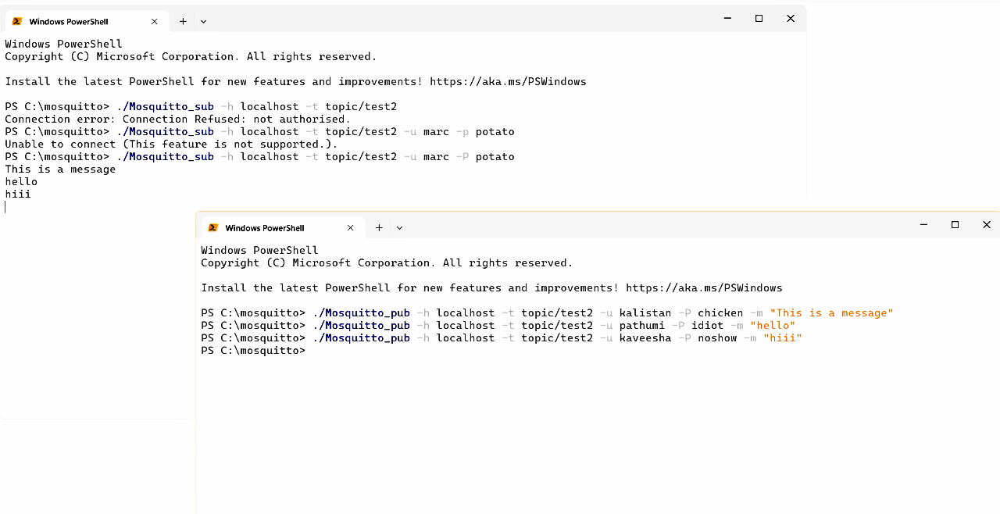 Windows PowerShell
Windows PowerShell
Copyright (C) Microsoft Corporation. All rights reserved.
Install the latest PowerShell for new features and improvements! https://aka.ms/PSWindows
PS C:\mosquitto> ./Mosquitto_sub -h localhost -t topic/test2
Connection error: Connection Refused: not authorised.
PS C:\mosquitto> ./Mosquitto_sub -h localhost -t topic/test2 -u marc -p potato
Unable to connect (This feature is not supported.).
PS C:\mosquitto> ./Mosquitto_sub -h localhost -t topic/test2 -u marc -P potato
This is a message
hello
hiii
Windows PowerShell
Windows PowerShell
Copyright (C) Microsoft Corporation. All rights reserved.
Install the latest PowerShell for new features and improvements! https://aka.ms/PSWindows
PS C:\mosquitto> ./Mosquitto_pub -h localhost -t topic/test2 -u kalistan -P chicken -m "This is a message"
PS C:\mosquitto> ./Mosquitto_pub -h localhost -t topic/test2 -u pathumi -P idiot -m "hello"
PS C:\mosquitto> ./Mosquitto_pub -h localhost -t topic/test2 -u kaveesha -P noshow -m "hiii"
PS C:\mosquitto>